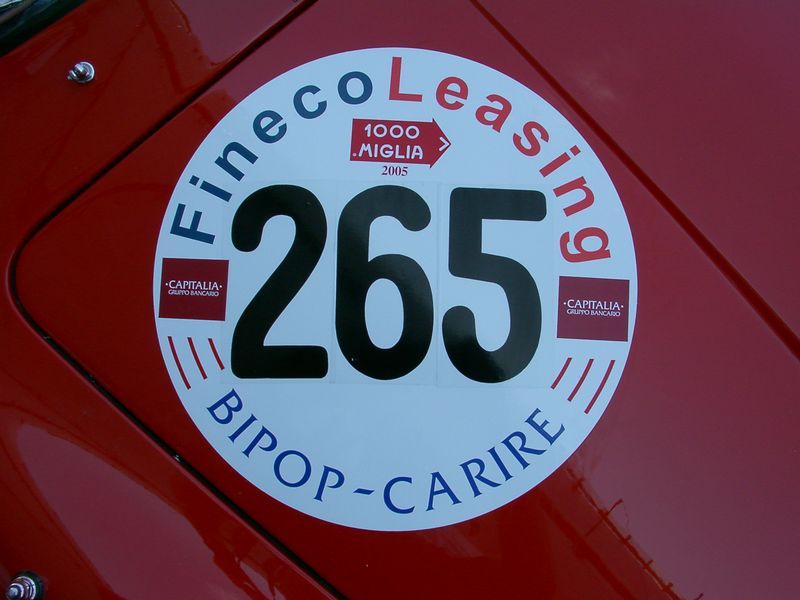 FinecoLeasing
1000
.MIGLIA
2005
265
·CAPITALIA·
GRUPPO BANCARIO
·CAPITALIA·
GRUPPO BANCARIO
BIPOP-CARIRE